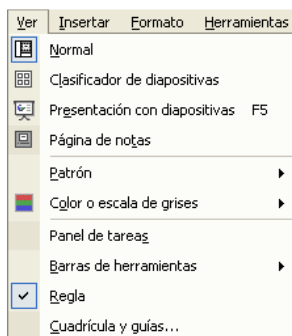 Ver Insertar Formato Herramientas
Normal
Clasificador de diapositivas
Presentación con diapositivas F5
Página de notas
Patrón
Color o escala de grises
Panel de tareas
Barras de herramientas
Regla
Cuadrícula y guías...